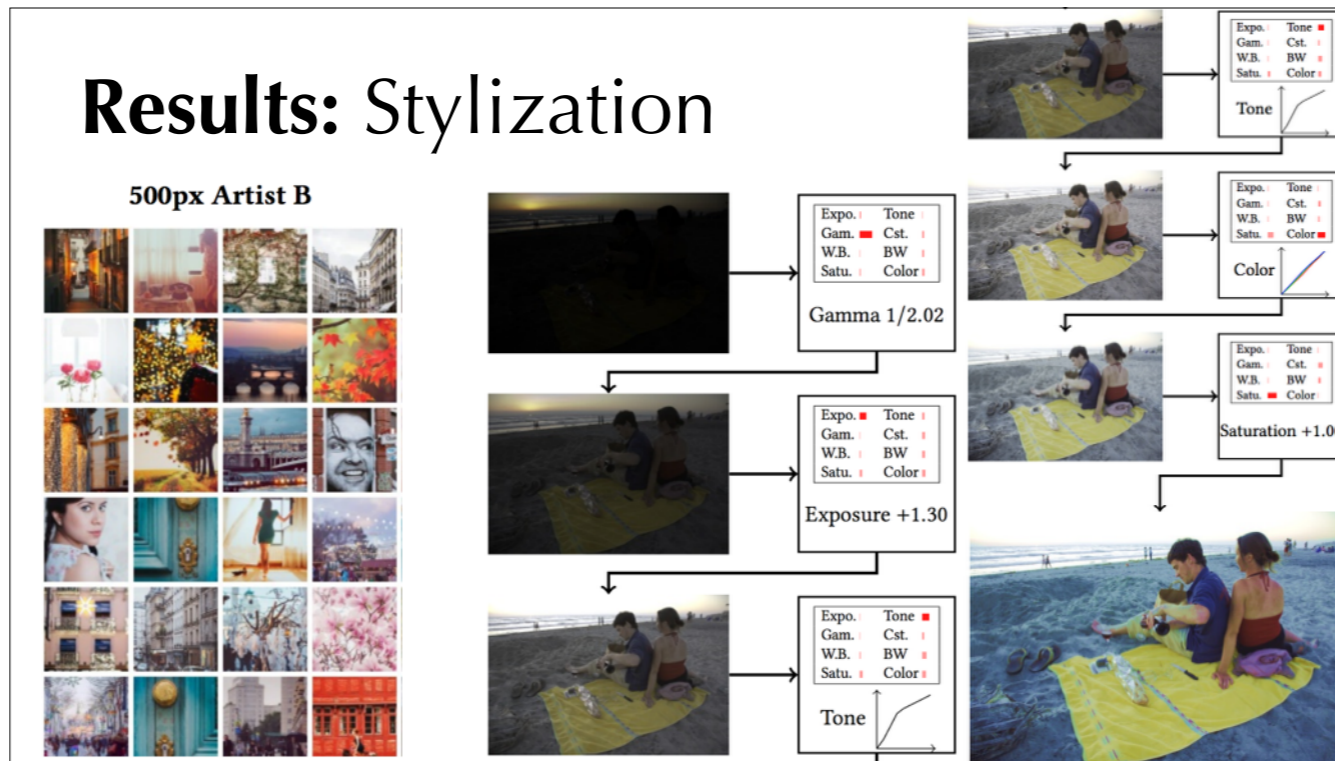 Results: Stylization
500px Artist B
Expo. Tone
Gam. Cst.
W.B. BW
Satu. Color
Gamma 1/2.02
Expo. Tone
Gam. Cst.
W.B. BW
Satu. Color
Exposure +1.30
Expo. Tone
Gam. Cst.
W.B. BW
Satu. Color
Tone
Expo. Tone
Gam. Cst.
W.B. BW
Satu. Color
Tone
Expo. Tone
Gam. Cst.
W.B. BW
Satu. Color
Color
Expo. Tone
Gam. Cst.
W.B. BW
Satu. Color
Saturation +1.0